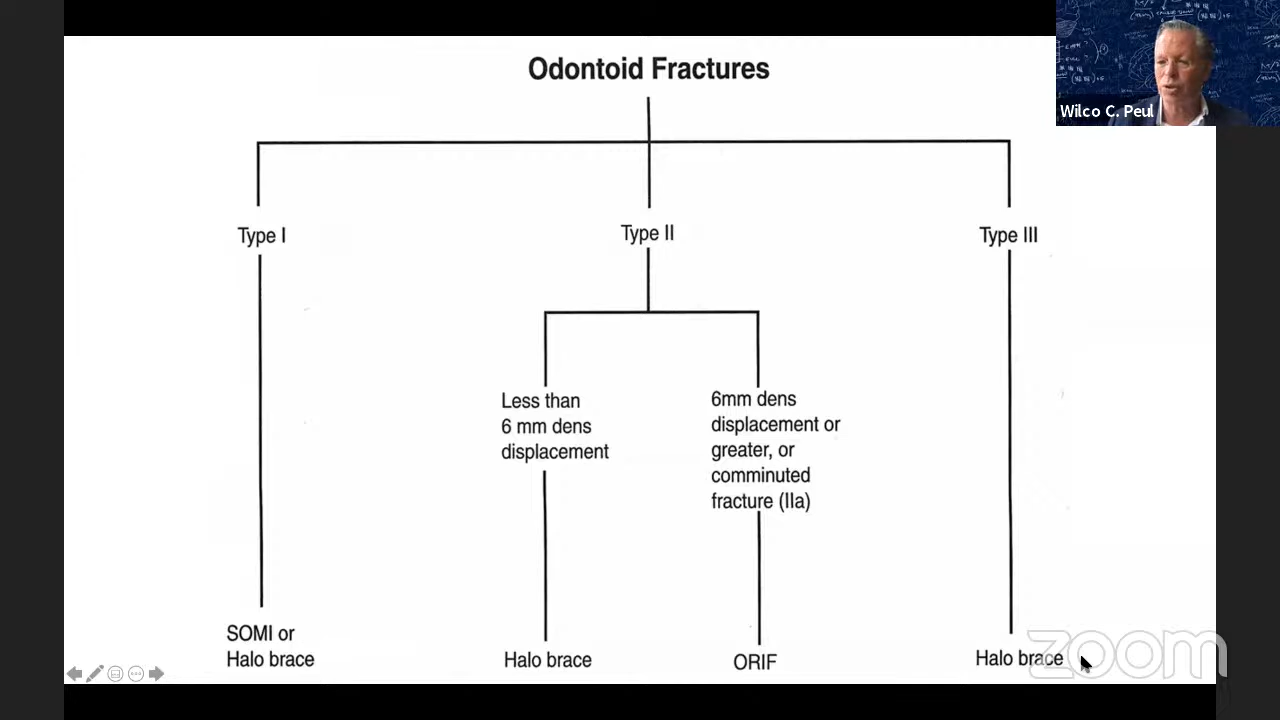 Odontoid Fractures
Wilco C. Peul
Type I
Type II
Type III
Less than
6 mm dens
displacement
6mm dens
displacement or
greater, or
comminuted
fracture (IIa)
SOMI or
Halo brace
Halo brace
ORIF
Halo brace
zoom